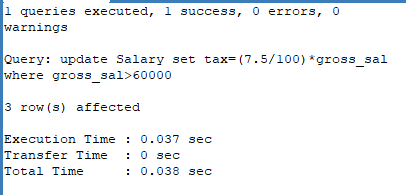 1 queries executed, 1 success, 0 errors, 0
warnings
Query: update Salary set tax=(7.5/100)*gross_sal
where gross_sal>60000
3 row(s) affected
Execution Time : 0.037 sec
Transfer Time  : 0 sec
Total Time     : 0.038 sec